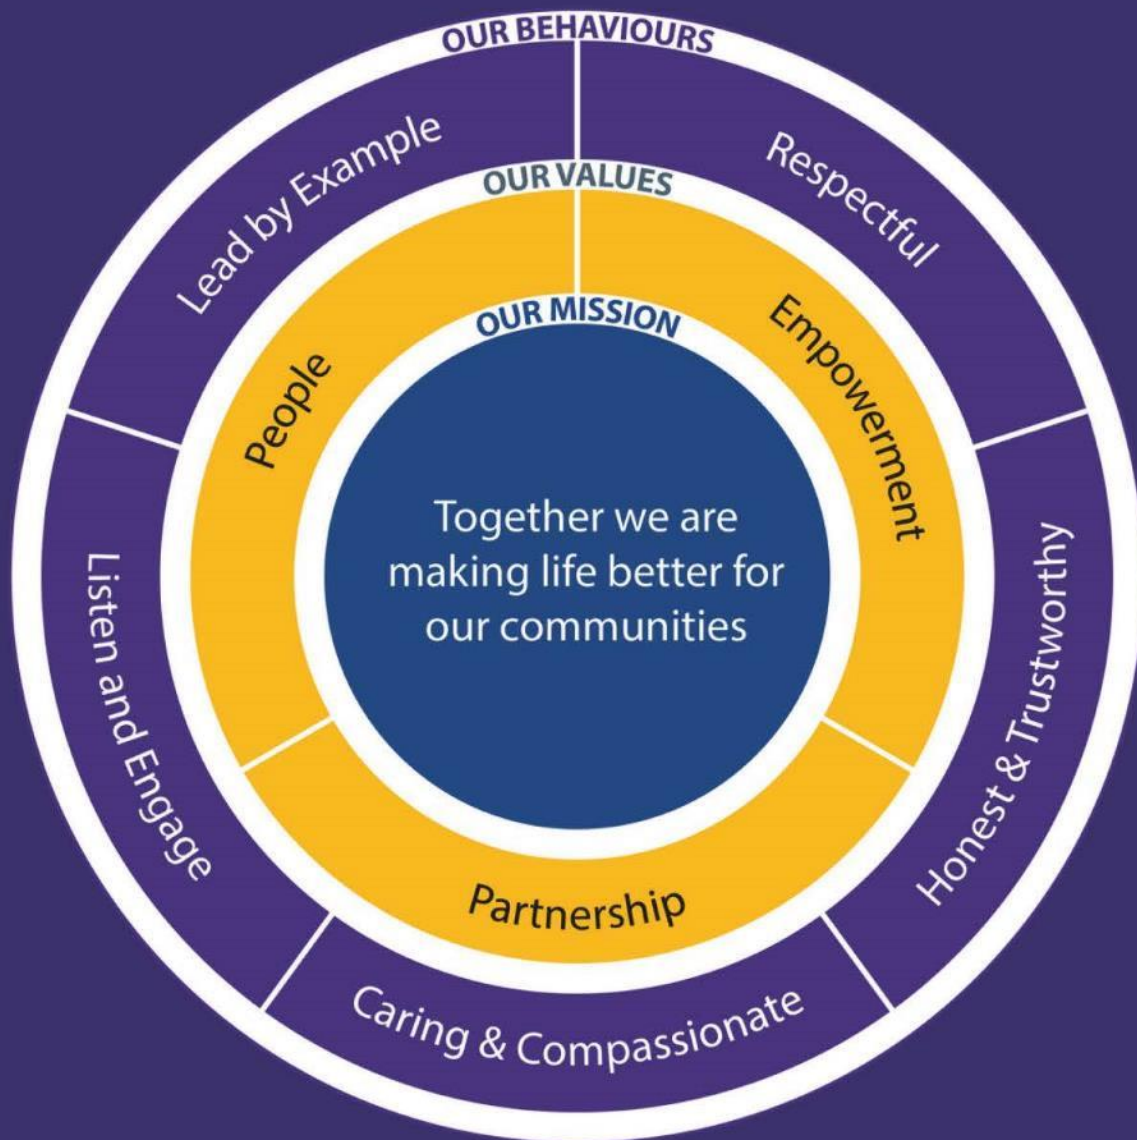 OUR BEHAVIOURS
Lead by Example
Respectful
OUR VALUES
OUR MISSION
People
Empowerment
Together we are
making life better for
our communities
Listen and Engage
Honest & Trustworthy
Partnership
Caring & Compassionate